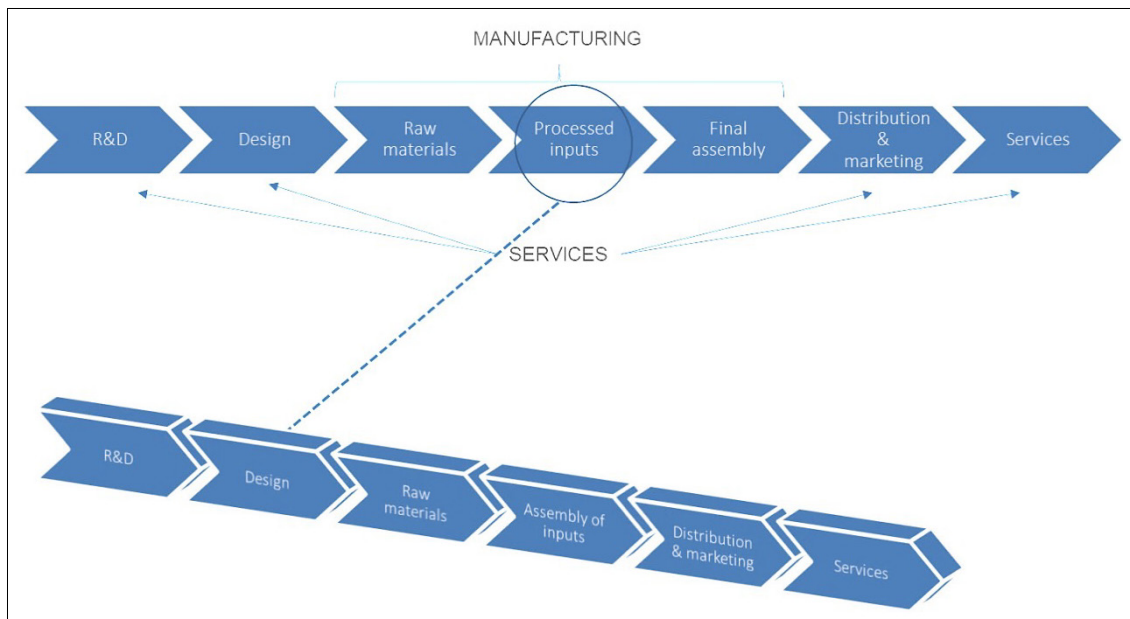 MANUFACTURING
R&D
Design
Raw
materials
Processed
inputs
Final
assembly
Distribution
&
marketing
Services
SERVICES
R&D
Design
Raw
materials
Assembly of
inputs
Distribution
& marketing
Services